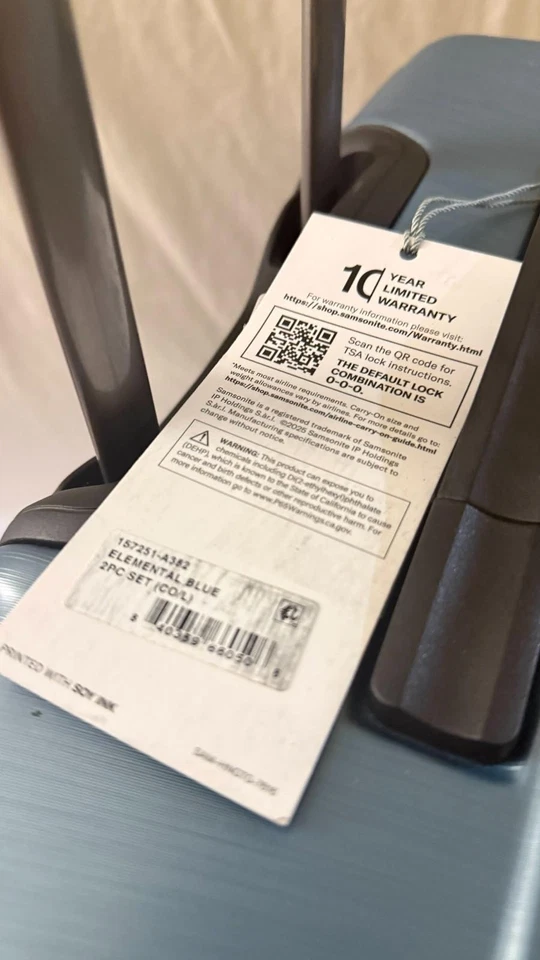 10 YEAR
LIMITED
WARRANTY
For warranty information please visit:
https://shop.samsonite.com/Warranty.html
Scan the QR code for
TSA lock instructions.
THE DEFAULT LOCK
COMBINATION IS
0-0-0.
*Meets most airline requirements. Carry-On size and
weight allowances vary by airlines. For more details go to:
https://shop.samsonite.com/airline-carry-on-guide.html
Samsonite is a registered trademark of Samsonite
IP Holdings S.àr.l. ©2025 Samsonite IP Holdings
S.àr.l. Manufacturing specifications are subject to
change without notice.
WARNING: This product can expose you to
chemicals including Di(2-ethylhexyl)phthalate
(DEHP), which is known to the State of California to cause
cancer and birth defects or other reproductive harm. For
more information go to www.P65Warnings.ca.gov.
157251-A382
ELEMENTAL BLUE
2PC SET (CO/L)
PRINTED WITH SOY INK